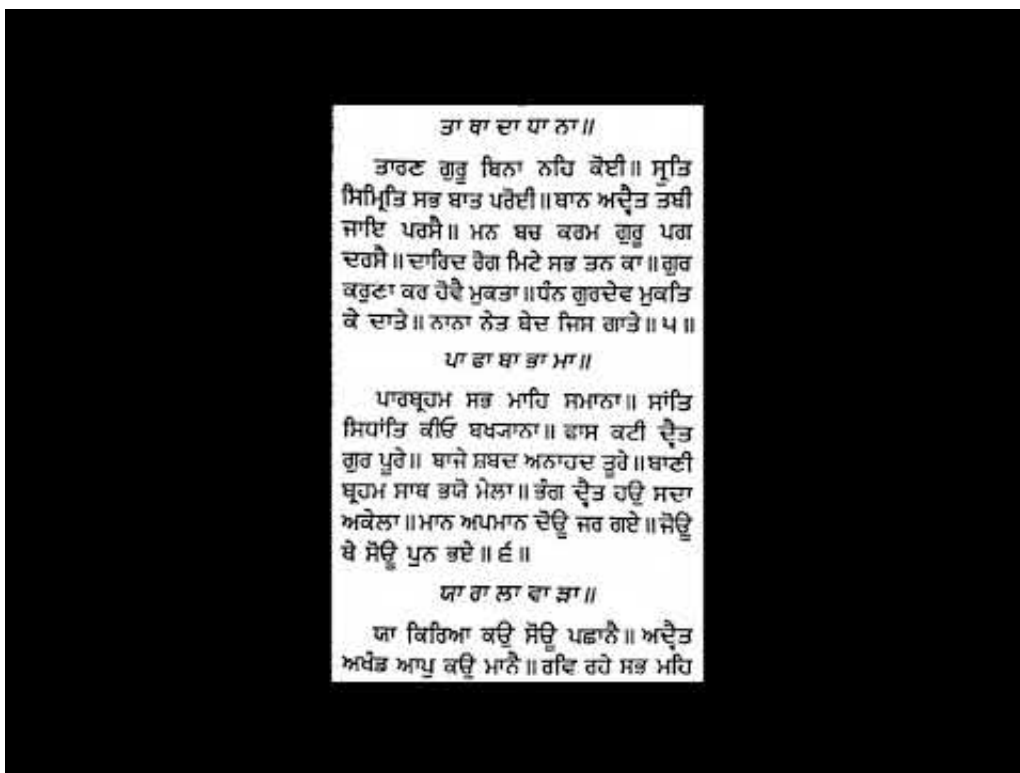 ਤਾ ਥਾ ਦਾ ਧਾ ਨਾ॥
ਤਾਰਣ ਗੁਰੂ ਬਿਨਾ ਨਹਿ ਕੋਈ॥ ਸ੍ਰੁਤਿ
ਸਿਮ੍ਰਿਤਿ ਸਭ ਬਾਤ ਪਰੋਈ॥ਥਾਨ ਅਦ੍ਵੈਤ ਤਬੀ
ਜਾਇ ਪਰਸੈ॥ ਮਨ ਬਚ ਕਰਮ ਗੁਰੂ ਪਗ
ਦਰਸੈ॥ਦਾਰਿਦ ਰੋਗ ਮਿਟੇ ਸਭ ਤਨ ਕਾ॥ਗੁਰ
ਕਰੁਣਾ ਕਰ ਹੋਵੈ ਮੁਕਤਾ॥ਧੰਨ ਗੁਰਦੇਵ ਮੁਕਤਿ
ਕੇ ਦਾਤੇ॥ ਨਾਨਾ ਨੇਤ ਬੇਦ ਜਿਸ ਗਾਤੇ॥੫॥
ਪਾ ਫਾ ਬਾ ਭਾ ਮਾ॥
ਪਾਰਬ੍ਰਹਮ ਸਭ ਮਾਹਿ ਸਮਾਨਾ॥ ਸਾਂਤਿ
ਸਿਧਾਂਤਿ ਕੀਓ ਬਖਯਾਨਾ॥ ਫਾਸ ਕਟੀ ਦ੍ਵੈਤ
ਗੁਰ ਪੂਰੇ॥ ਬਾਜੇ ਸ਼ਬਦ ਅਨਾਹਦ ਤੂਰੇ॥ਬਾਣੀ
ਬ੍ਰਹਮ ਸਾਥ ਭਯੋ ਮੇਲਾ॥ਭੰਗ ਦ੍ਵੈਤ ਹਉ ਸਦਾ
ਅਕੇਲਾ॥ਮਾਨ ਅਪਮਾਨ ਦੋਊ ਜਰ ਗਏ॥ਜੋਊ
ਥੇ ਸੋਊ ਪੁਨ ਭਏ॥੬॥
ਯਾ ਰਾ ਲਾ ਵਾ ੜਾ॥
ਯਾ ਕਿਰਿਆ ਕਉ ਸੋਊ ਪਛਾਨੈ॥ ਅਦ੍ਵੈਤ
ਅਖੰਡ ਆਪੁ ਕਉ ਮਾਨੈ॥ਰਵਿ ਰਹੇ ਸਭ ਮਹਿ